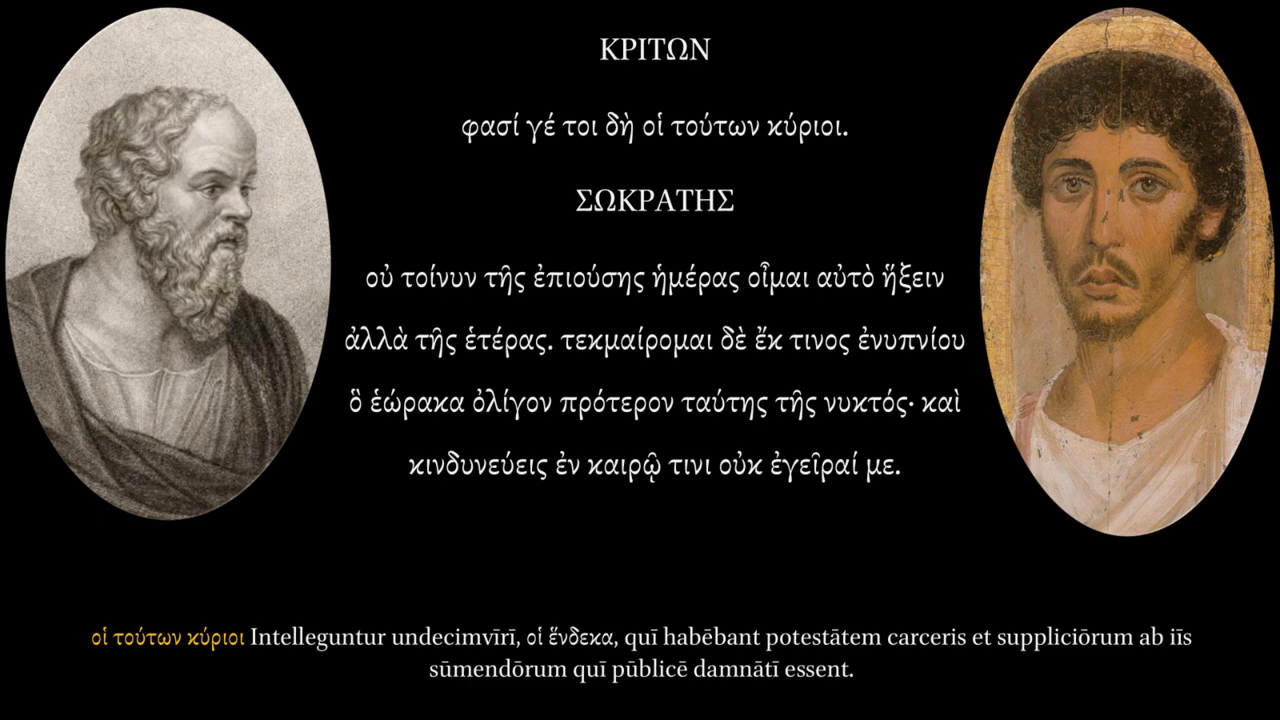 ΚΡΙΤΩΝ
φασί γέ τοι δὴ οἱ τούτων κύριοι.
ΣΩΚΡΑΤΗΣ
οὐ τοίνυν τῆς ἐπιούσης ἡμέρας οἶμαι αὐτὸ ἥξειν
ἀλλὰ τῆς ἑτέρας. τεκμαίρομαι δὲ ἔκ τινος ἐνυπνίου
ὃ ἑώρακα ὀλίγον πρότερον ταύτης τῆς νυκτός· καὶ
κινδυνεύεις ἐν καιρῷ τινι οὐκ ἐγεῖραί με.
οἱ τούτων κύριοι Intelleguntur undecimvīrī, οἱ ἕνδεκα, quī habēbant potestātem carceris et suppliciōrum ab iīs
sūmendōrum quī pūblicē damnātī essent.